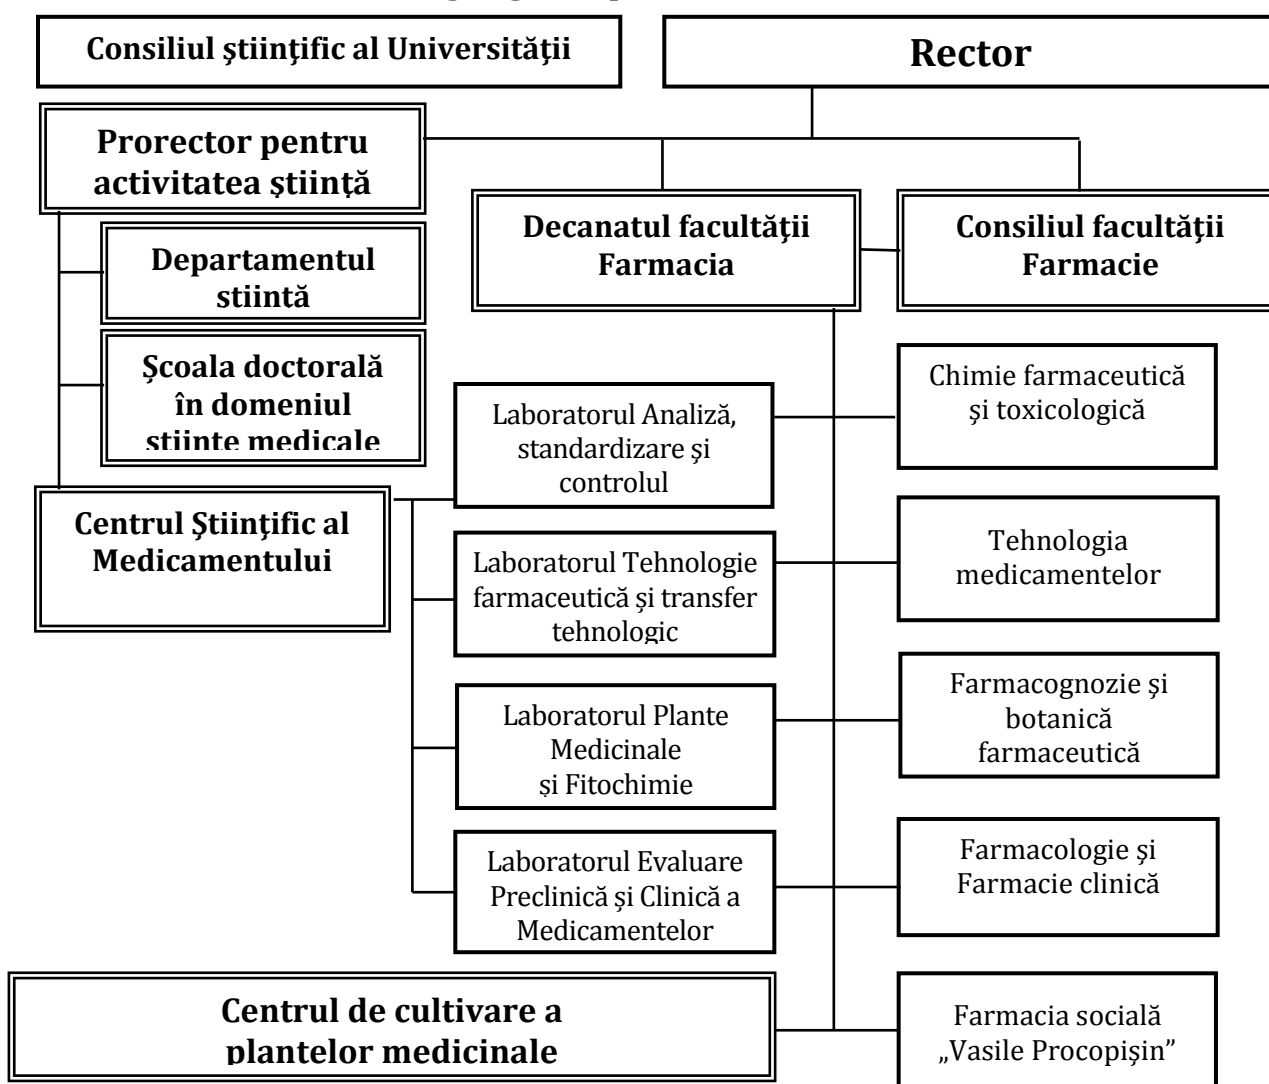 Consiliul ştiinţific al Universităţii
Rector
Prorector pentru
activitatea ştiinţă
Decanatul facultăţii
Farmacia
Consiliul facultăţii
Farmacie
Departamentul
stiintă
Școala doctorală
în domeniul
stiinte medicale
Chimie farmaceutică
şi toxicologică
Laboratorul Analiză,
standardizare şi
controlul
Centrul Ştiinţific al
Medicamentului
Tehnologia
medicamentelor
Laboratorul Tehnologie
farmaceutică și transfer
tehnologic
Farmacognozie şi
botanică
farmaceutică
Laboratorul Plante
Medicinale
și Fitochimie
Farmacologie şi
Farmacie clinică
Laboratorul Evaluare
Preclinică și Clinică a
Medicamentelor
Centrul de cultivare a
plantelor medicinale
Farmacia socială
„Vasile Procopişin”